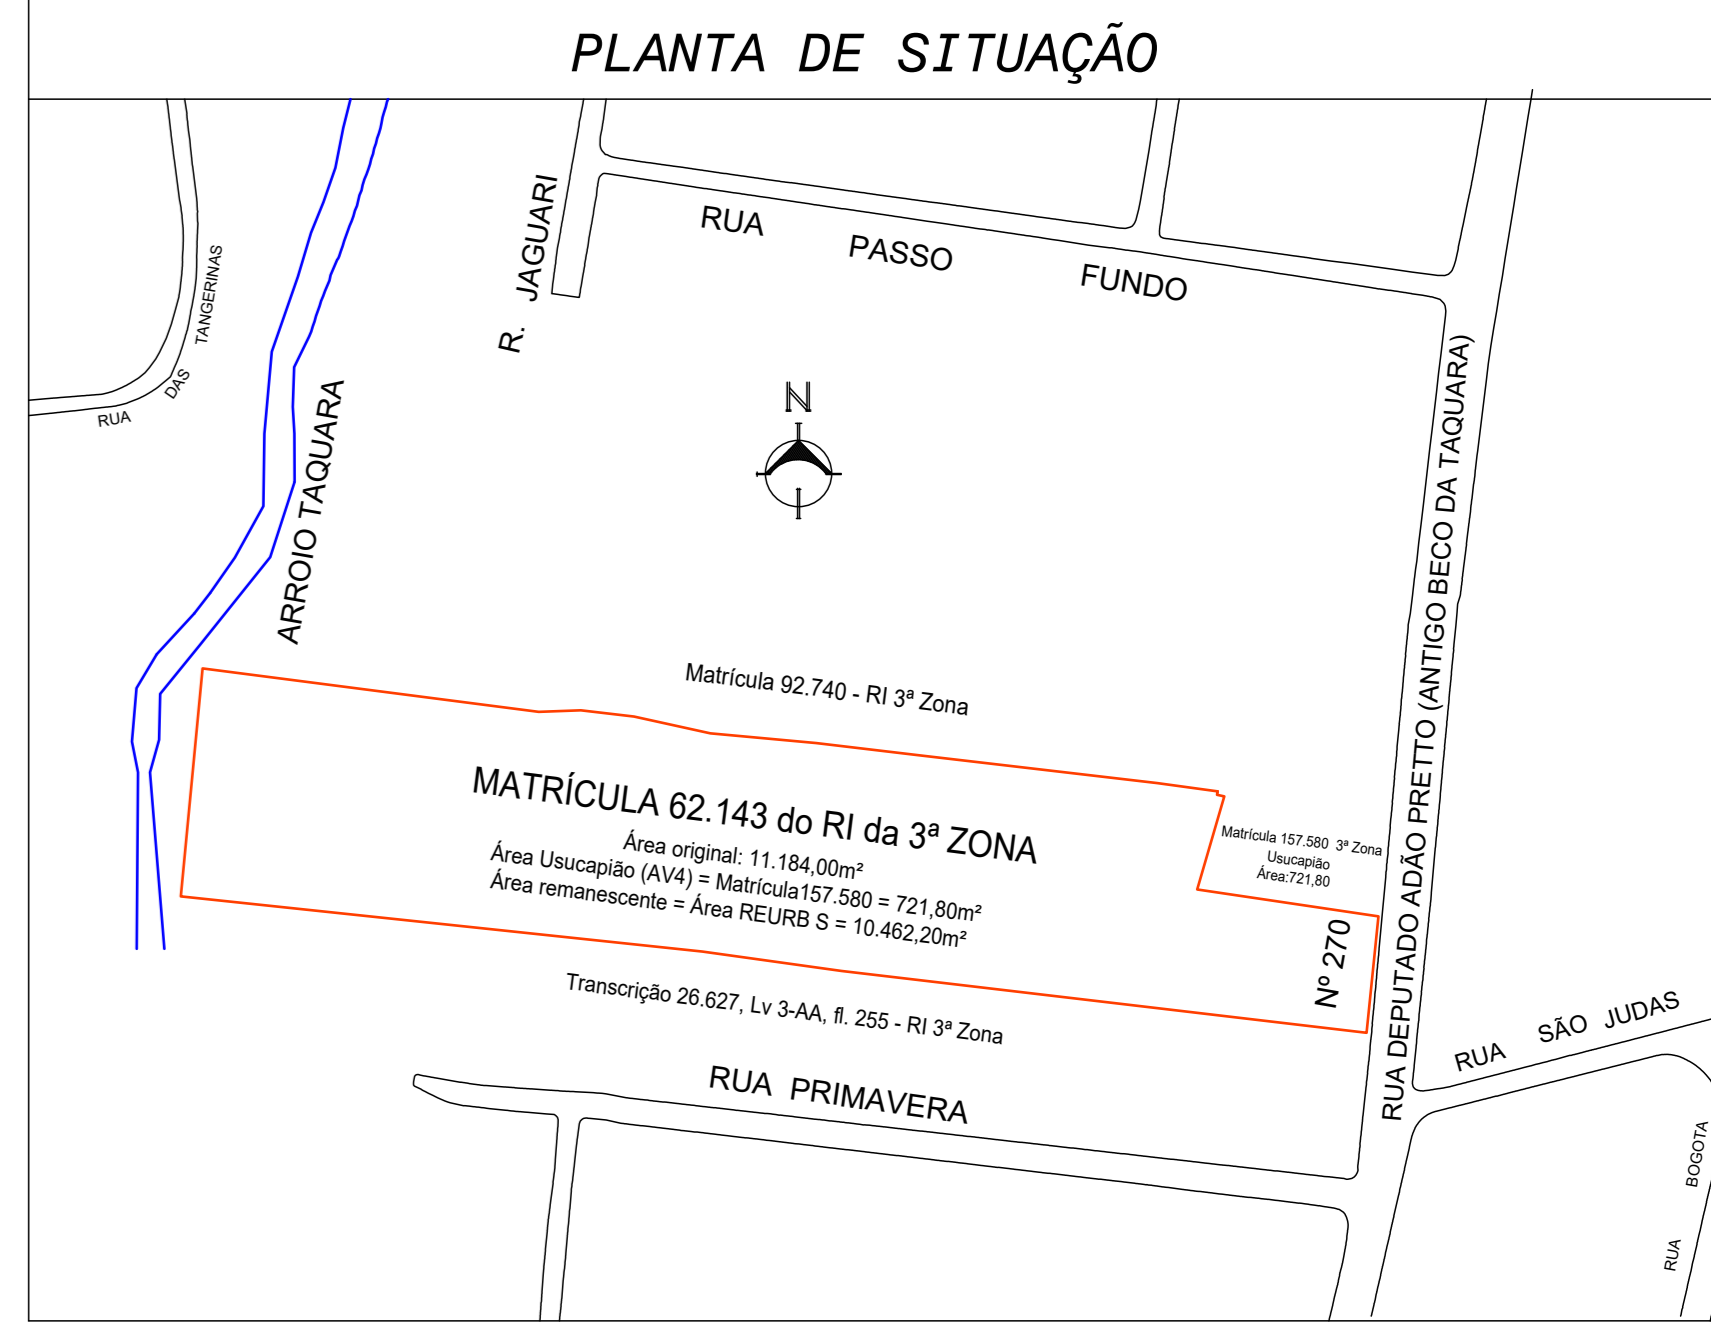 PLANTA DE SITUAÇÃO
R. JAGUARI
RUA PASSO FUNDO
RUA DAS TANGERINAS
N
ARROIO TAQUARA
RUA DEPUTADO ADÃO PRETTO (ANTIGO BECO DA TAQUARA)
Matrícula 92.740 - RI 3ª Zona
MATRÍCULA 62.143 do RI da 3ª ZONA
Área original: 11.184,00m²
Área Usucapião (AV4) = Matrícula157.580 = 721,80m²
Área remanescente = Área REURB S = 10.462,20m²
Matrícula 157.580 3ª Zona
Usucapião
Área:721,80
Nº 270
Transcrição 26.627, Lv 3-AA, fl. 255 - RI 3ª Zona
RUA PRIMAVERA
RUA SÃO JUDAS
RUA BOGOTA